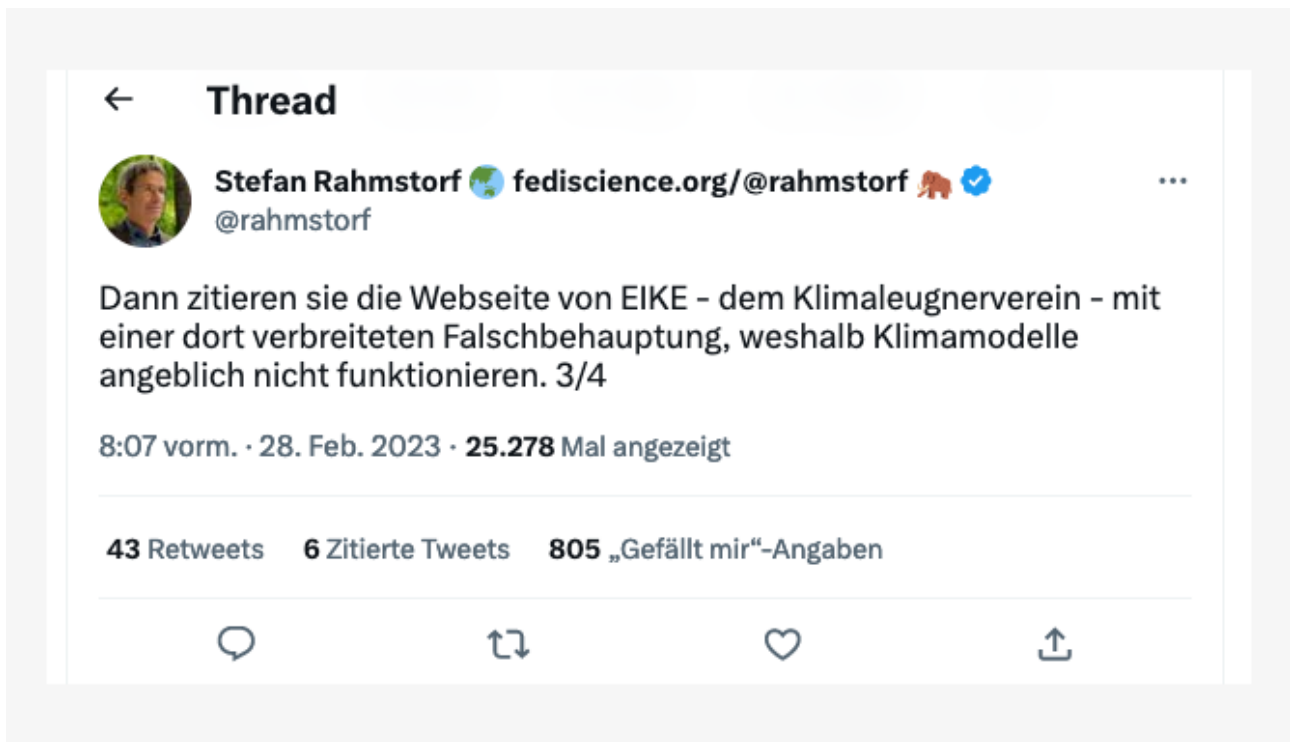 Thread
Stefan Rahmstorf 🌏 fediscience.org/@rahmstorf 🦣
@rahmstorf
Dann zitieren sie die Webseite von EIKE – dem Klimaleugnerverein – mit
einer dort verbreiteten Falschbehauptung, weshalb Klimamodelle
angeblich nicht funktionieren. 3/4
8:07 vorm. · 28. Feb. 2023 · 25.278 Mal angezeigt
43 Retweets 6 Zitierte Tweets 805 „Gefällt mir“-Angaben